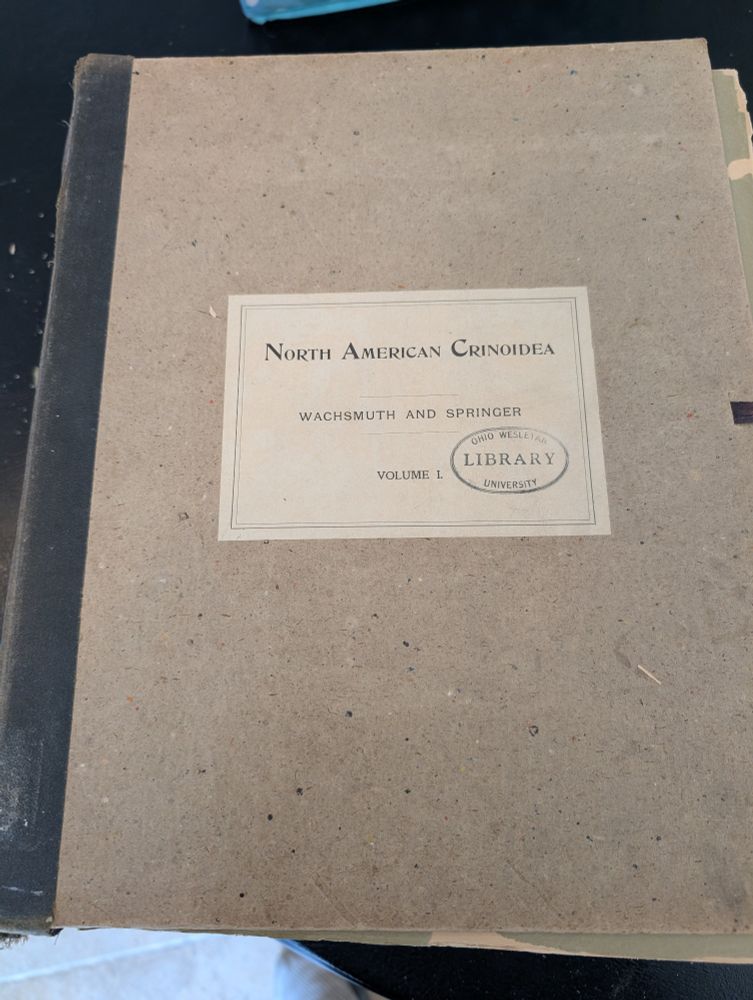 North American Crinoidea
WACHSMUTH AND SPRINGER
VOLUME I.
OHIO WESLEYAN
LIBRARY
UNIVERSITY